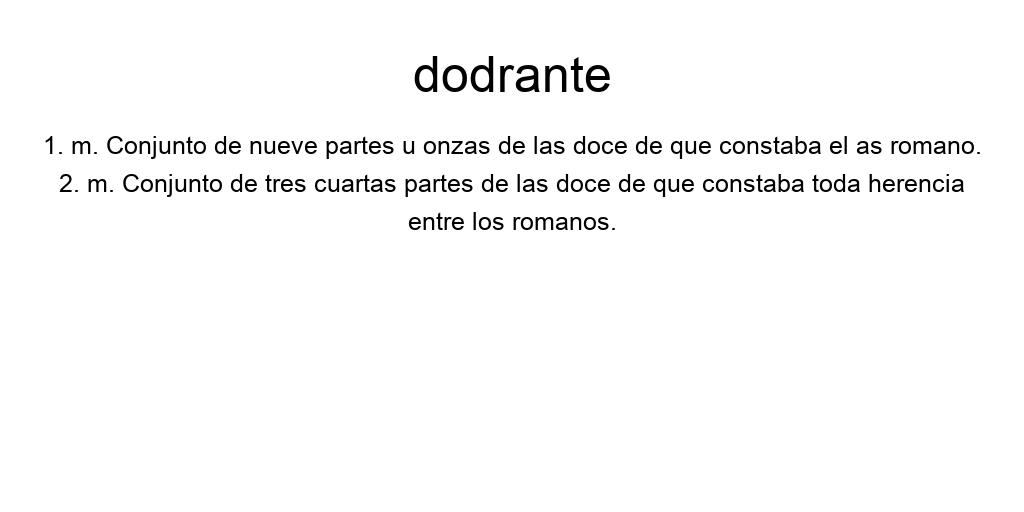 dodrante
1. m. Conjunto de nueve partes u onzas de las doce de que constaba el as romano.
2. m. Conjunto de tres cuartas partes de las doce de que constaba toda herencia
entre los romanos.